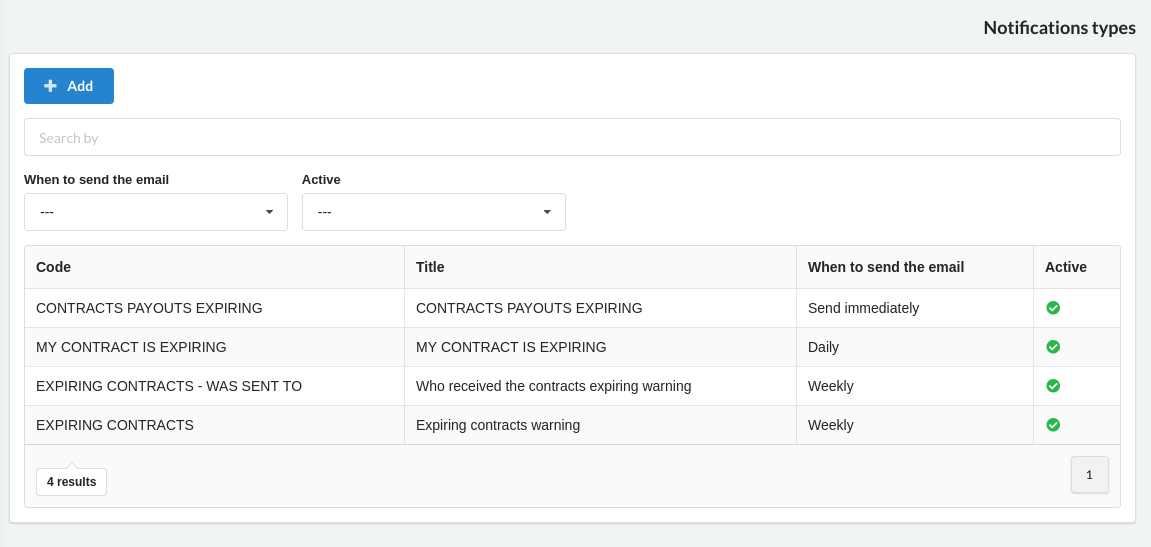 Notifications types
Add
Search by
When to send the email Active
--- ---
Code Title When to send the email Active
CONTRACTS PAYOUTS EXPIRING CONTRACTS PAYOUTS EXPIRING Send immediately
MY CONTRACT IS EXPIRING MY CONTRACT IS EXPIRING Daily
EXPIRING CONTRACTS - WAS SENT TO Who received the contracts expiring warning Weekly
EXPIRING CONTRACTS Expiring contracts warning Weekly
4 results 1